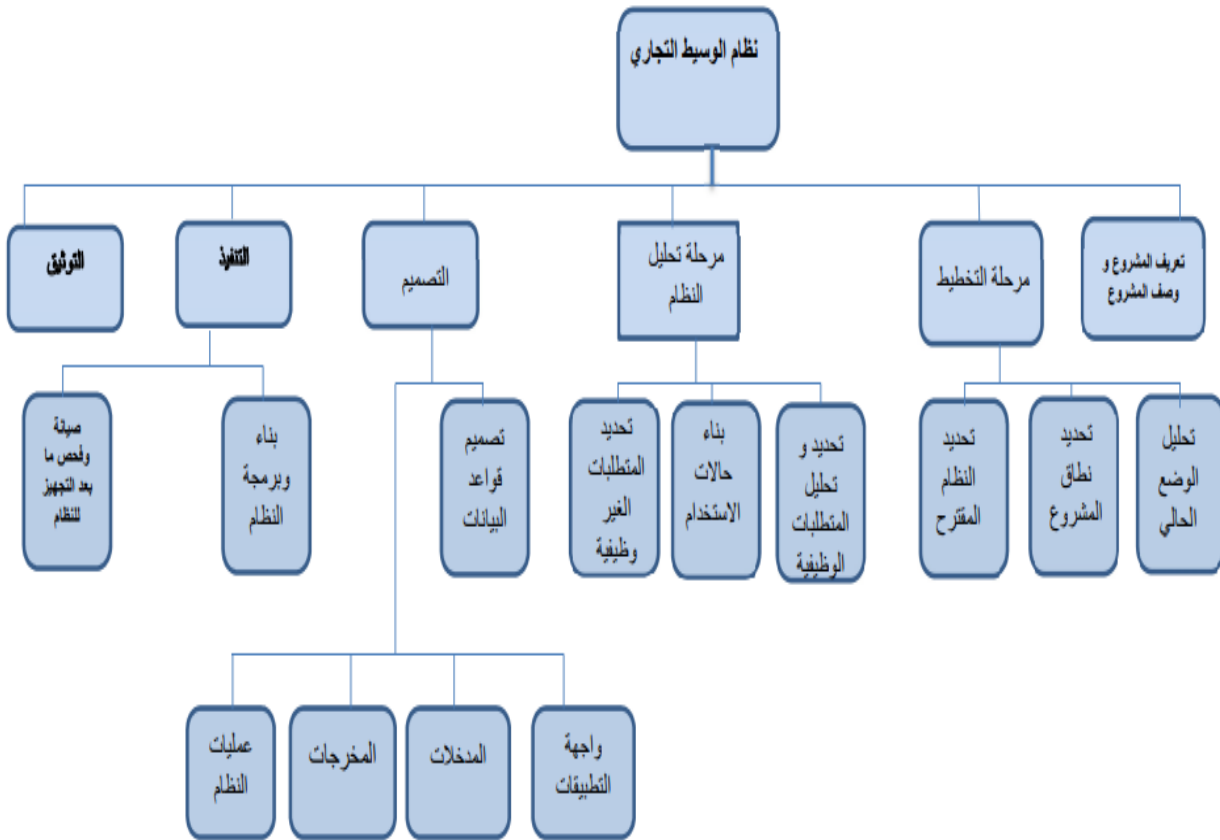 نظام الوسيط التجاري
تعريف المشروع و
وصف المشروع
مرحلة التخطيط
مرحلة تحليل
النظام
التصميم
التنفيذ
التوثيق
تحليل
الوضع
الحالي
تحديد
نطاق
المشروع
تحديد
النظام
المقترح
تحديد و
تحليل
المتطلبات
الوظيفية
بناء
حالات
الاستخدام
تحديد
المتطلبات
الغير
وظيفية
تصميم
قواعد
البيانات
بناء
وبرمجة
النظام
صيانة
وفحص ما
بعد التجهيز
للنظام
واجهة
التطبيقات
المدخلات
المخرجات
عمليات
النظام